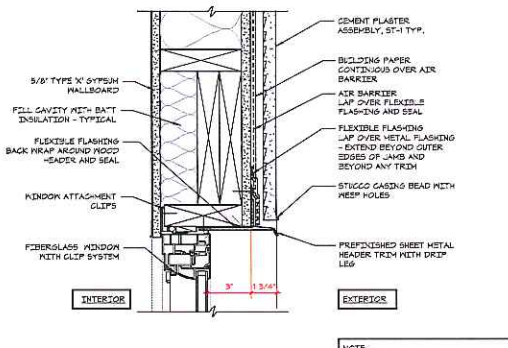 CEMENT PLASTER
ASSEMBLY, ST-1 TYP.
BUILDING PAPER
CONTINUOUS OVER AIR
BARRIER
AIR BARRIER
LAP OVER FLEXIBLE
FLASHING AND SEAL
FLEXIBLE FLASHING
LAP OVER METAL FLASHING
- EXTEND BEYOND OUTER
EDGES OF JAMB AND
BEYOND ANY TRIM
STUCCO CASING BEAD WITH
WEEP HOLES
PREFINISHED SHEET METAL
HEADER TRIM WITH DRIP
LEG
5/8" TYPE 'X' GYPSUM
WALLBOARD
FILL CAVITY WITH BATT
INSULATION - TYPICAL
FLEXIBLE FLASHING
BACK WRAP AROUND WOOD
HEADER AND SEAL
WINDOW ATTACHMENT
CLIPS
FIBERGLASS WINDOW
WITH CLIP SYSTEM
3"
1 3/4"
INTERIOR
EXTERIOR
NOTE